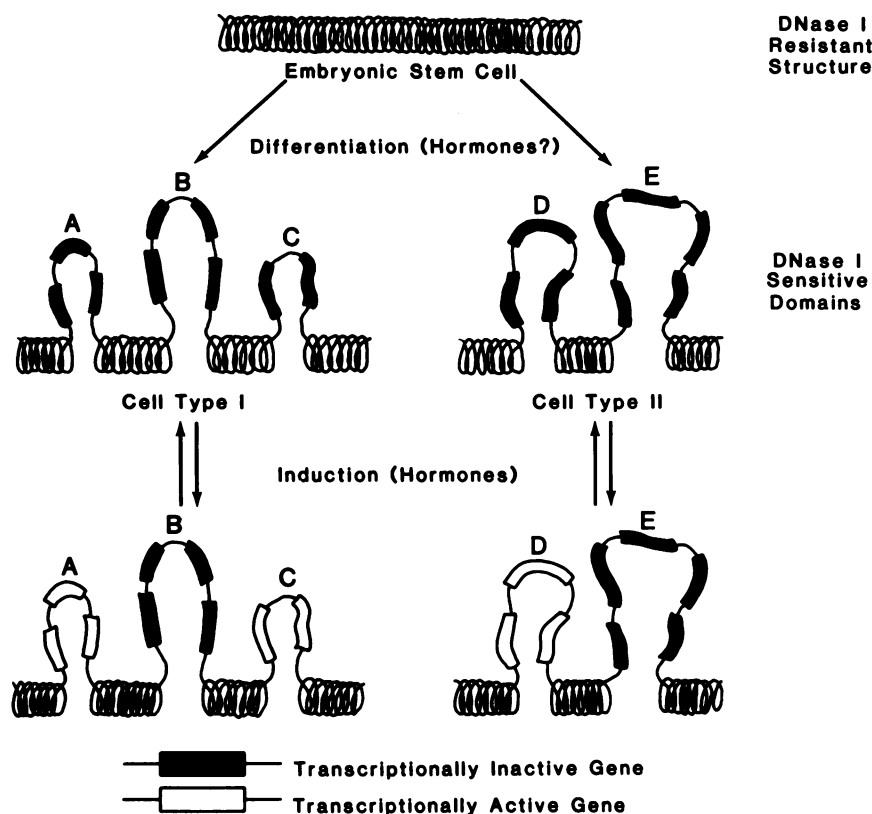 DNase I
Resistant
Structure
Embryonic Stem Cell
Differentiation (Hormones?)
A
B
C
D
E
DNase I
Sensitive
Domains
Cell Type I
Cell Type II
Induction (Hormones)
A
B
C
D
E
Transcriptionally Inactive Gene
Transcriptionally Active Gene